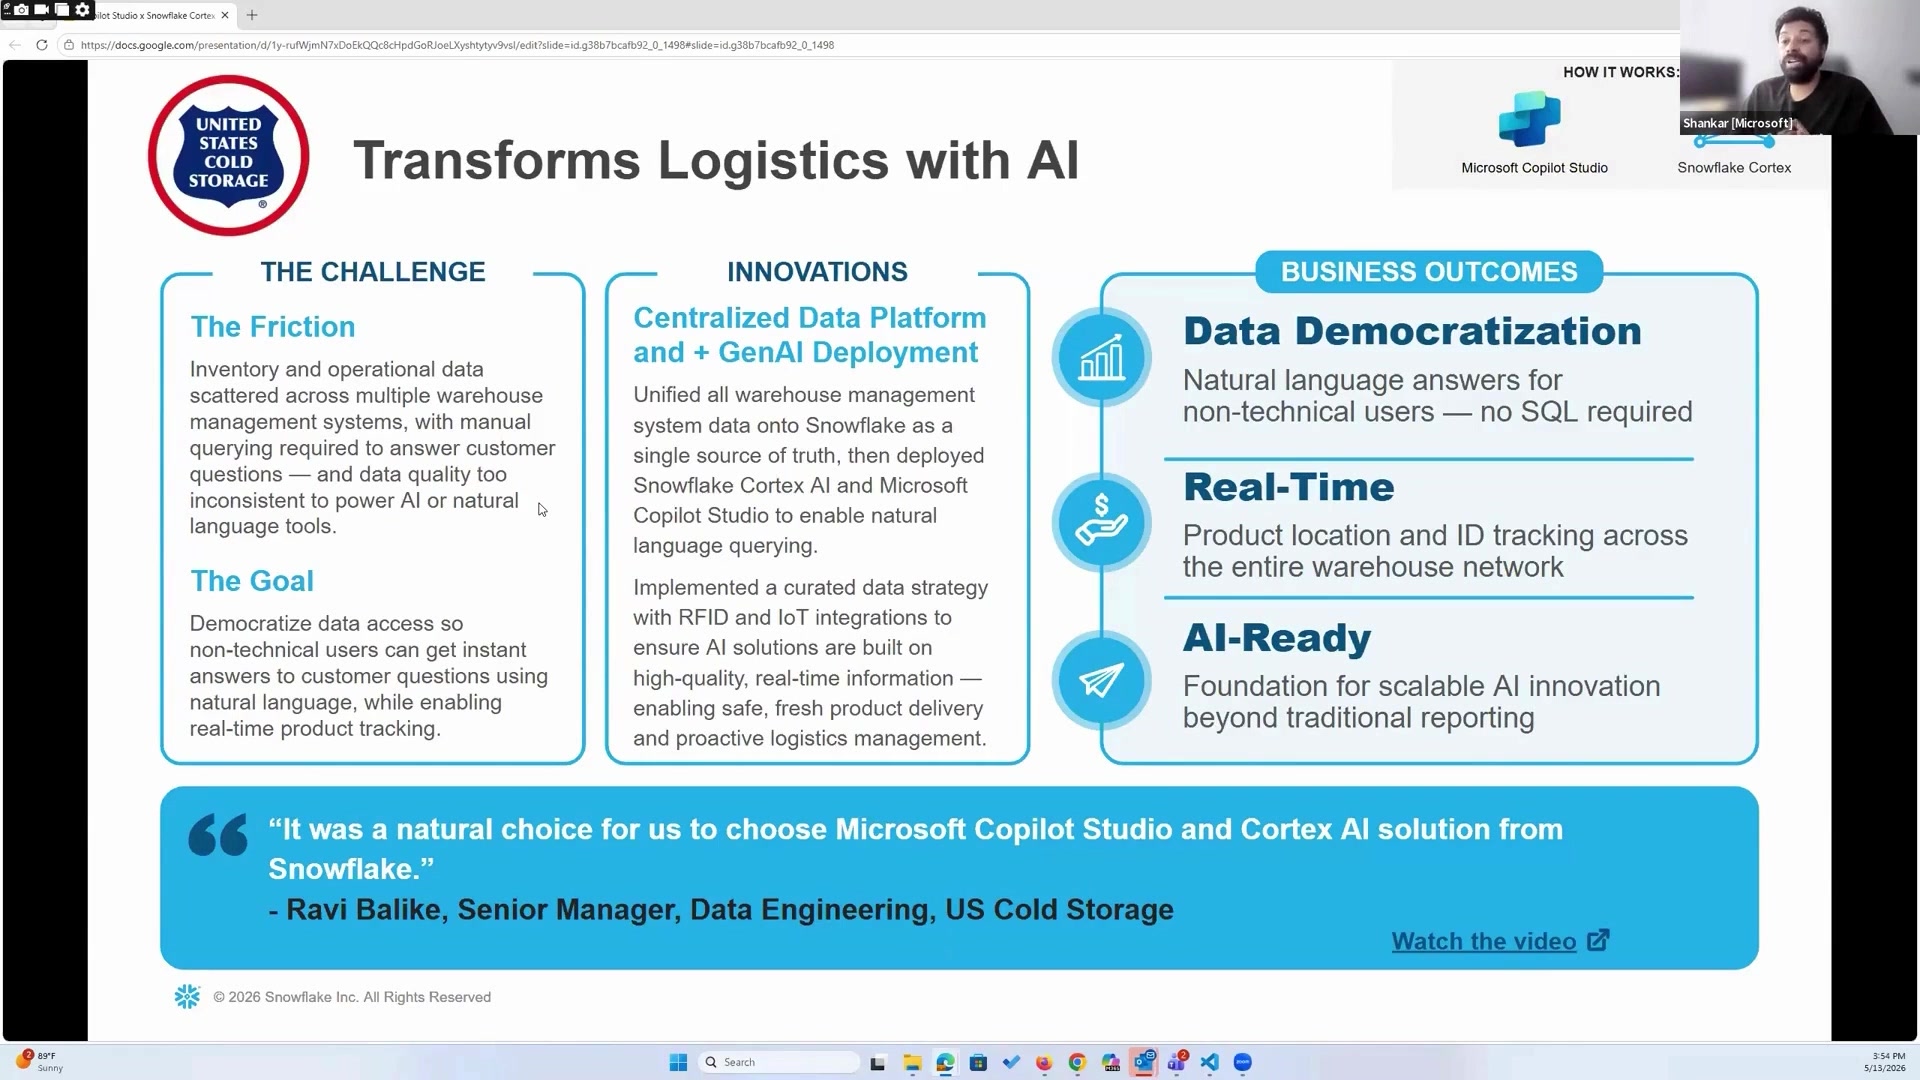 pilot Studio x Snowflake Cortex
https://docs.google.com/presentation/d/1y-rufWjmN7xDoEkQQc8cHpdGoRJoeLXyshtytyv9vsI/edit?slide=id.g38b7bcafb92_0_1498#slide=id.g38b7bcafb92_0_1498
UNITED
STATES
COLD
STORAGE
®
Transforms Logistics with AI
HOW IT WORKS:
Microsoft Copilot Studio
Snowflake Cortex
Shankar [Microsoft]
THE CHALLENGE
The Friction
Inventory and operational data
scattered across multiple warehouse
management systems, with manual
querying required to answer customer
questions — and data quality too
inconsistent to power AI or natural
language tools.
The Goal
Democratize data access so
non-technical users can get instant
answers to customer questions using
natural language, while enabling
real-time product tracking.
INNOVATIONS
Centralized Data Platform
and + GenAI Deployment
Unified all warehouse management
system data onto Snowflake as a
single source of truth, then deployed
Snowflake Cortex AI and Microsoft
Copilot Studio to enable natural
language querying.
Implemented a curated data strategy
with RFID and IoT integrations to
ensure AI solutions are built on
high-quality, real-time information —
enabling safe, fresh product delivery
and proactive logistics management.
BUSINESS OUTCOMES
Data Democratization
Natural language answers for
non-technical users — no SQL required
Real-Time
Product location and ID tracking across
the entire warehouse network
AI-Ready
Foundation for scalable AI innovation
beyond traditional reporting
“It was a natural choice for us to choose Microsoft Copilot Studio and Cortex AI solution from
Snowflake.”
- Ravi Balike, Senior Manager, Data Engineering, US Cold Storage
Watch the video
© 2026 Snowflake Inc. All Rights Reserved
2
89°F
Sunny
Search
M365
2
zoom
3:54 PM
5/13/2026